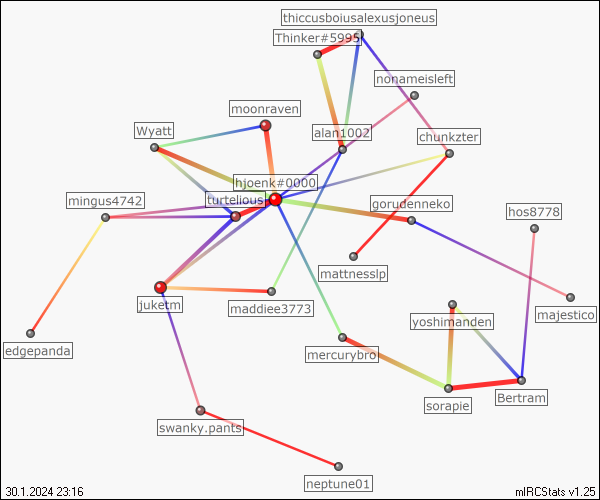 thiccusboiusalexusjoneus
Thinker#5995
nonameisleft
moonraven
Wyatt
alan1002
chunkzter
hjoenk#0000
mingus4742
turtelious
gorudenneko
hos8778
mattnesslp
juketm
maddiee3773
majestico
yoshimanden
edgepanda
mercurybro
Bertram
sorapie
swanky.pants
neptune01
30.1.2024 23:16
mIRCStats v1.25